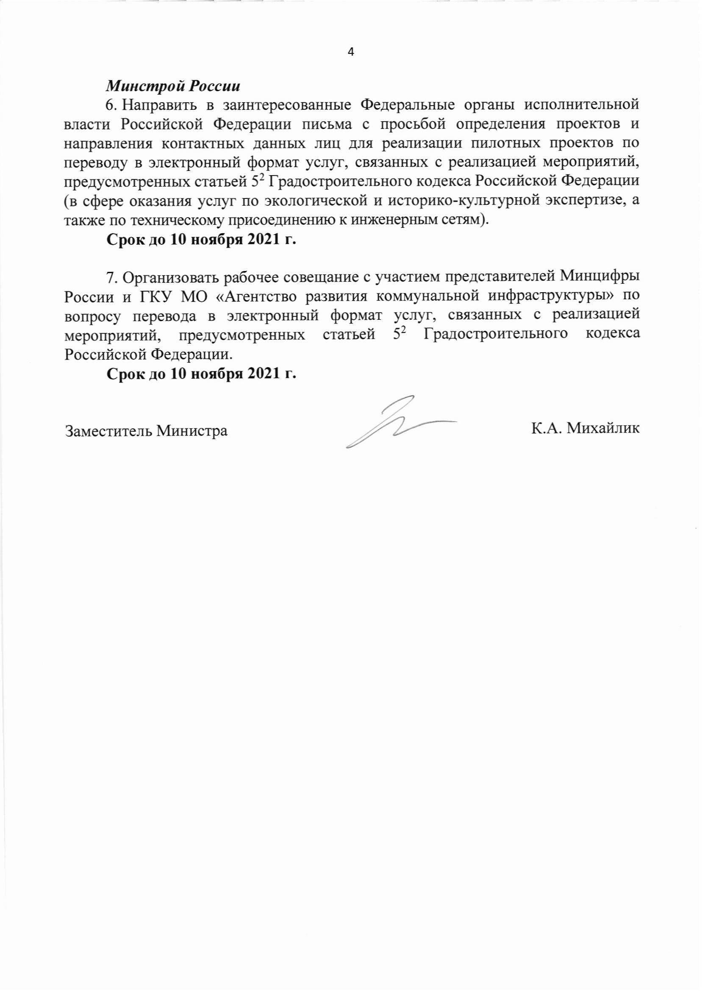 4
Минстрой России
6. Направить в заинтересованные Федеральные органы исполнительной
власти Российской Федерации письма с просьбой определения проектов и
направления контактных данных лиц для реализации пилотных проектов по
переводу в электронный формат услуг, связанных с реализацией мероприятий,
предусмотренных статьей 5² Градостроительного кодекса Российской Федерации
(в сфере оказания услуг по экологической и историко-культурной экспертизе, а
также по техническому присоединению к инженерным сетям).
Срок до 10 ноября 2021 г.
7. Организовать рабочее совещание с участием представителей Минцифры
России и ГКУ МО «Агентство развития коммунальной инфраструктуры» по
вопросу перевода в электронный формат услуг, связанных с реализацией
мероприятий, предусмотренных статьей 5² Градостроительного кодекса
Российской Федерации.
Срок до 10 ноября 2021 г.
Заместитель Министра К.А. Михайлик